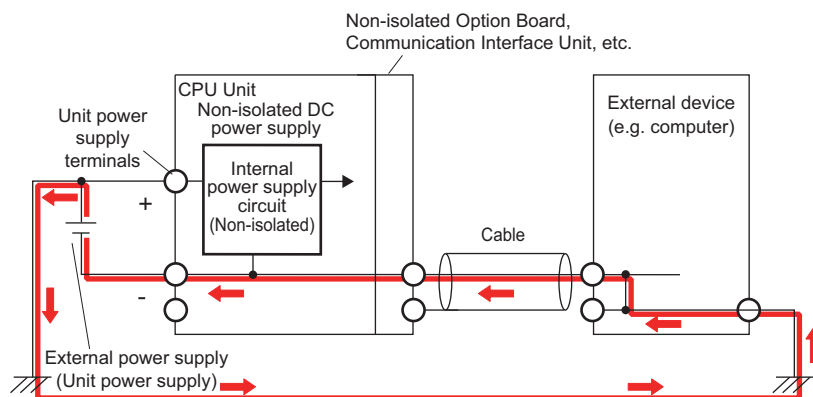 Non-isolated Option Board,
Communication Interface Unit, etc.
CPU Unit
Non-isolated DC
power supply
Unit power
supply
terminals
External device
(e.g. computer)
Internal
power supply
circuit
(Non-isolated)
+
Cable
-
External power supply
(Unit power supply)